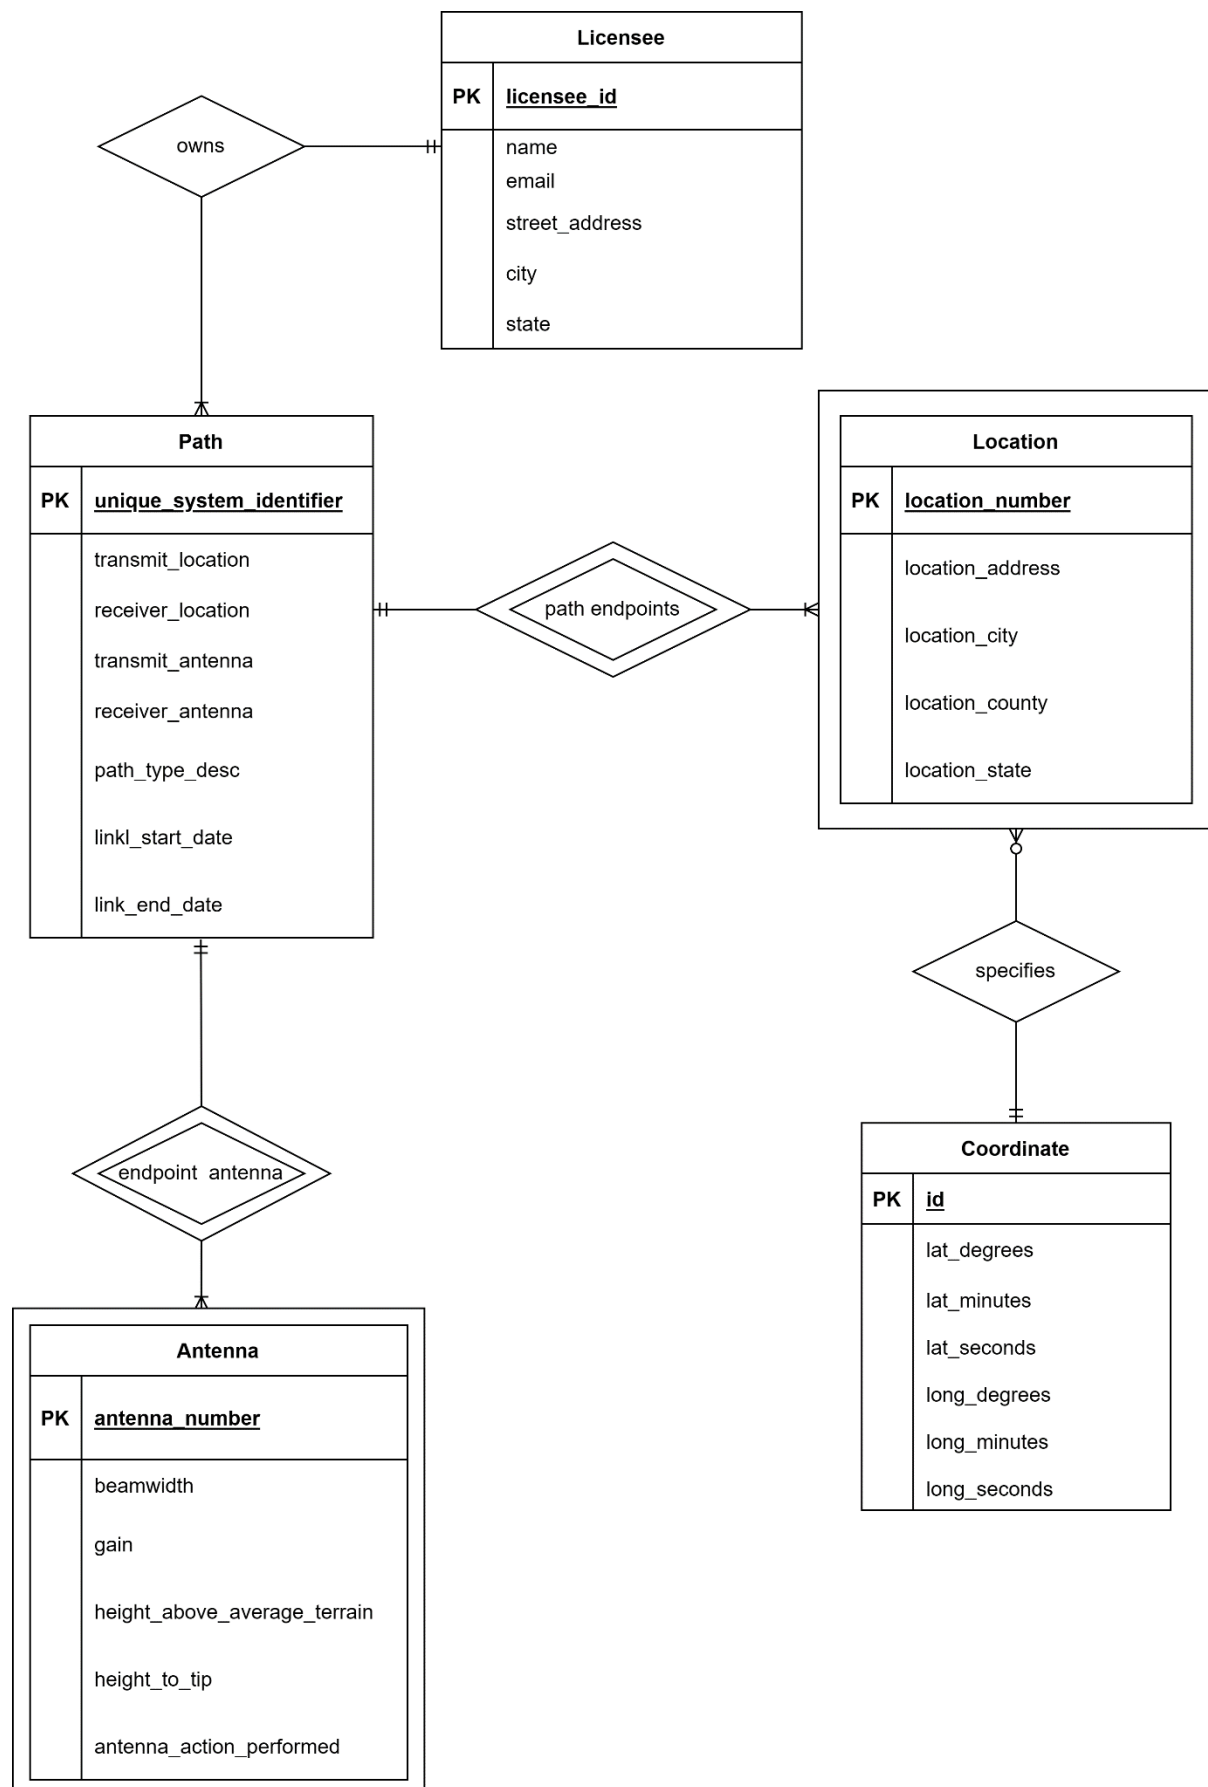 Licensee
PK licensee_id
name
email
street_address
city
state
owns
Path
PK unique_system_identifier
transmit_location
receiver_location
transmit_antenna
receiver_antenna
path_type_desc
linkl_start_date
link_end_date
path endpoints
Location
PK location_number
location_address
location_city
location_county
location_state
specifies
endpoint antenna
Coordinate
PK id
lat_degrees
lat_minutes
lat_seconds
long_degrees
long_minutes
long_seconds
Antenna
PK antenna_number
beamwidth
gain
height_above_average_terrain
height_to_tip
antenna_action_performed